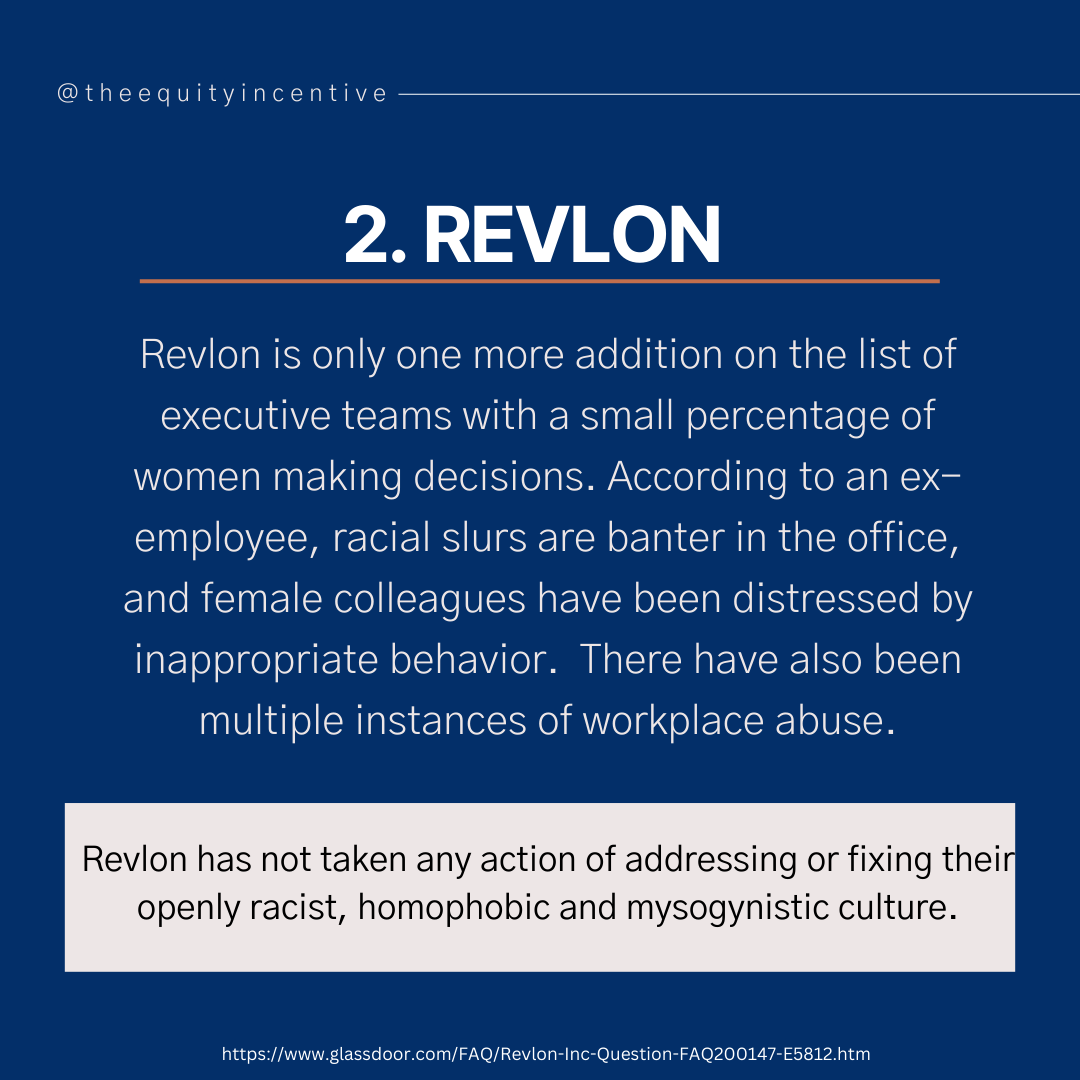 @theequityincentive
2. REVLON
Revlon is only one more addition on the list of
executive teams with a small percentage of
women making decisions. According to an ex-
employee, racial slurs are banter in the office,
and female colleagues have been distressed by
inappropriate behavior.  There have also been
multiple instances of workplace abuse.
Revlon has not taken any action of addressing or fixing their
openly racist, homophobic and mysogynistic culture.
https://www.glassdoor.com/FAQ/Revlon-Inc-Question-FAQ200147-E5812.htm